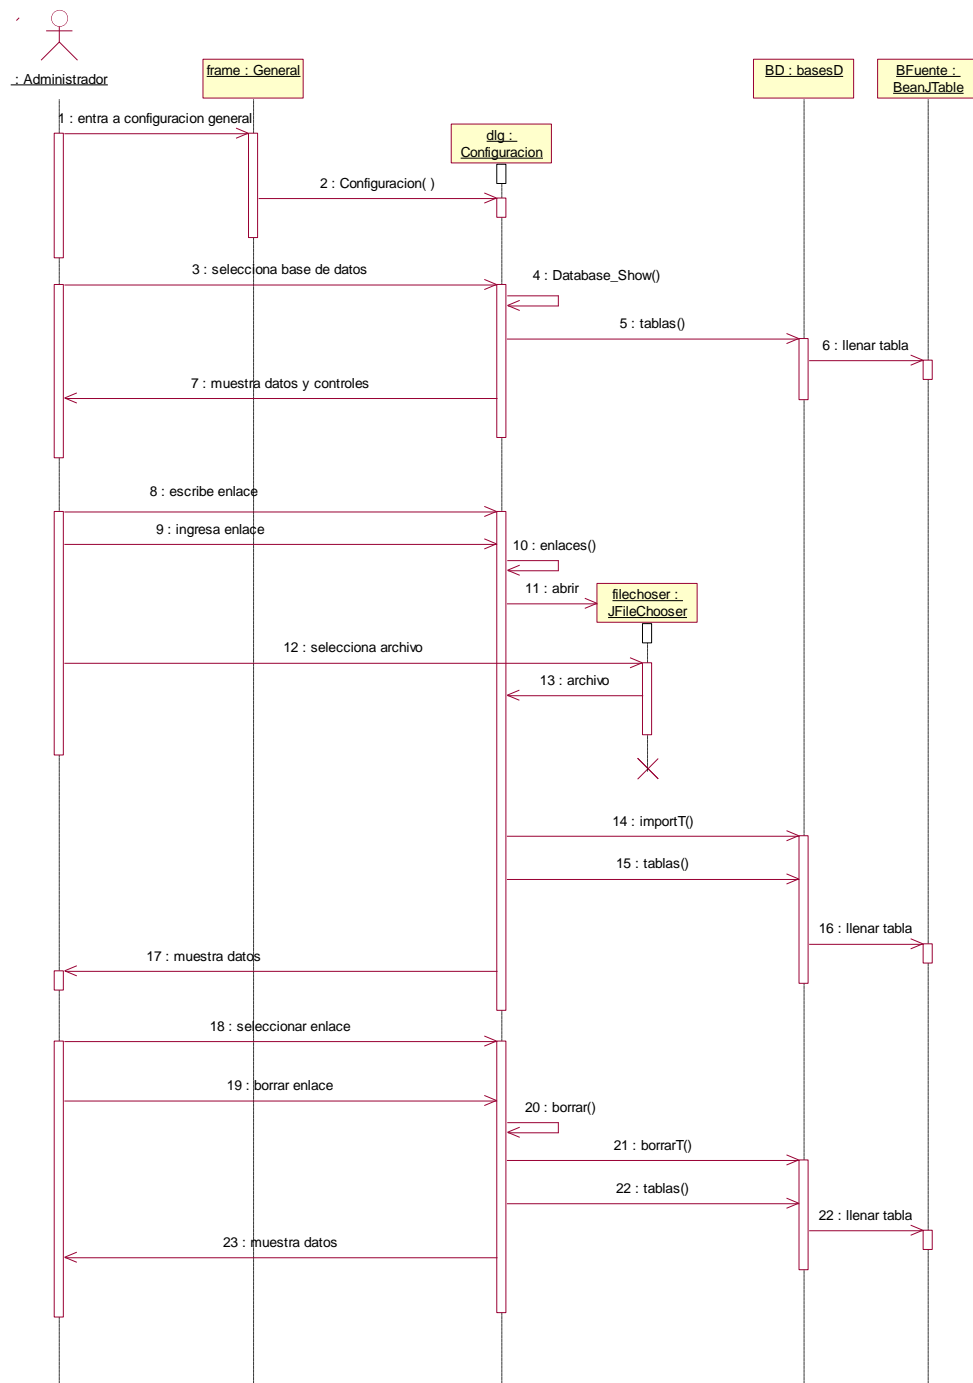 : Administrador
frame : General
BD : basesD
BFuente :
BeanJTable
1 : entra a configuracion general
dlg :
Configuracion
2 : Configuracion( )
3 : selecciona base de datos
4 : Database_Show()
5 : tablas()
6 : llenar tabla
7 : muestra datos y controles
8 : escribe enlace
9 : ingresa enlace
10 : enlaces()
11 : abrir
filechoser :
JFileChooser
12 : selecciona archivo
13 : archivo
14 : importT()
15 : tablas()
16 : llenar tabla
17 : muestra datos
18 : seleccionar enlace
19 : borrar enlace
20 : borrar()
21 : borrarT()
22 : tablas()
22 : llenar tabla
23 : muestra datos